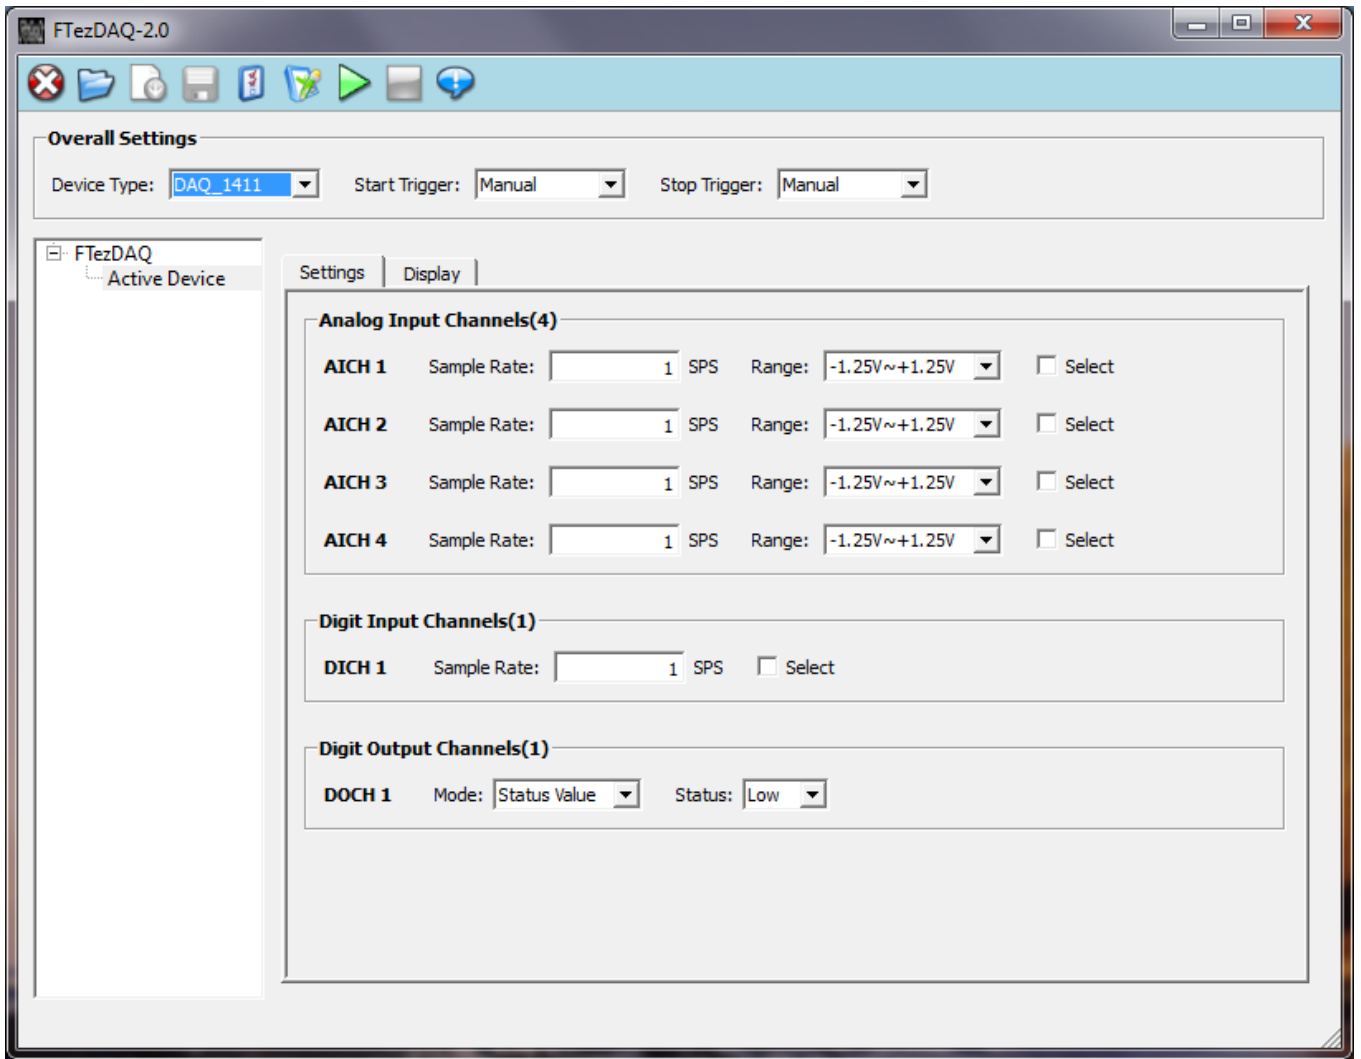 FTezDAQ-2.0
Overall Settings
Device Type: DAQ_1411 Start Trigger: Manual Stop Trigger: Manual
FTezDAQ
Active Device
Settings Display
Analog Input Channels(4)
AICH 1 Sample Rate: 1 SPS Range: -1.25V~+1.25V Select
AICH 2 Sample Rate: 1 SPS Range: -1.25V~+1.25V Select
AICH 3 Sample Rate: 1 SPS Range: -1.25V~+1.25V Select
AICH 4 Sample Rate: 1 SPS Range: -1.25V~+1.25V Select
Digit Input Channels(1)
DICH 1 Sample Rate: 1 SPS Select
Digit Output Channels(1)
DOCH 1 Mode: Status Value Status: Low